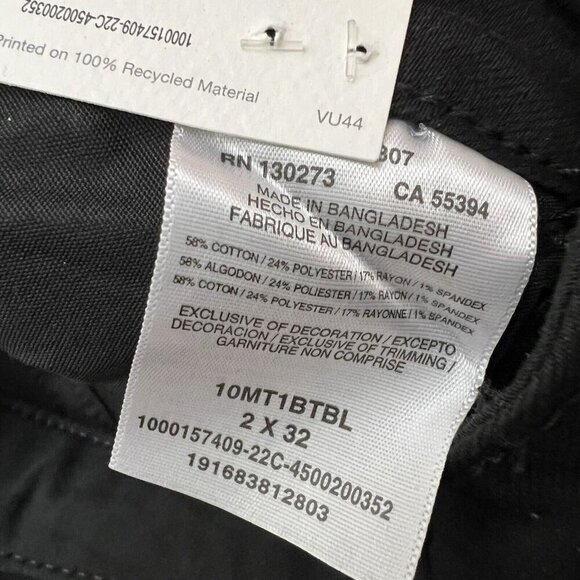 1000157409-22C-4500200352
Printed on 100% Recycled Material
VU44
307
RN 130273 CA 55394
MADE IN BANGLADESH
HECHO EN BANGLADESH
FABRIQUE AU BANGLADESH
58% COTTON / 24% POLYESTER / 17% RAYON / 1% SPANDEX
58% ALGODON / 24% POLIESTER / 17% RAYON / 1% SPANDEX
58% COTON / 24% POLYESTER / 17% RAYONNE / 1% SPANDEX
EXCLUSIVE OF DECORATION / EXCEPTO
DECORACION / EXCLUSIVE OF TRIMMING /
GARNITURE NON COMPRISE
10MT1BTBL
2 X 32
1000157409-22C-4500200352
191683812803